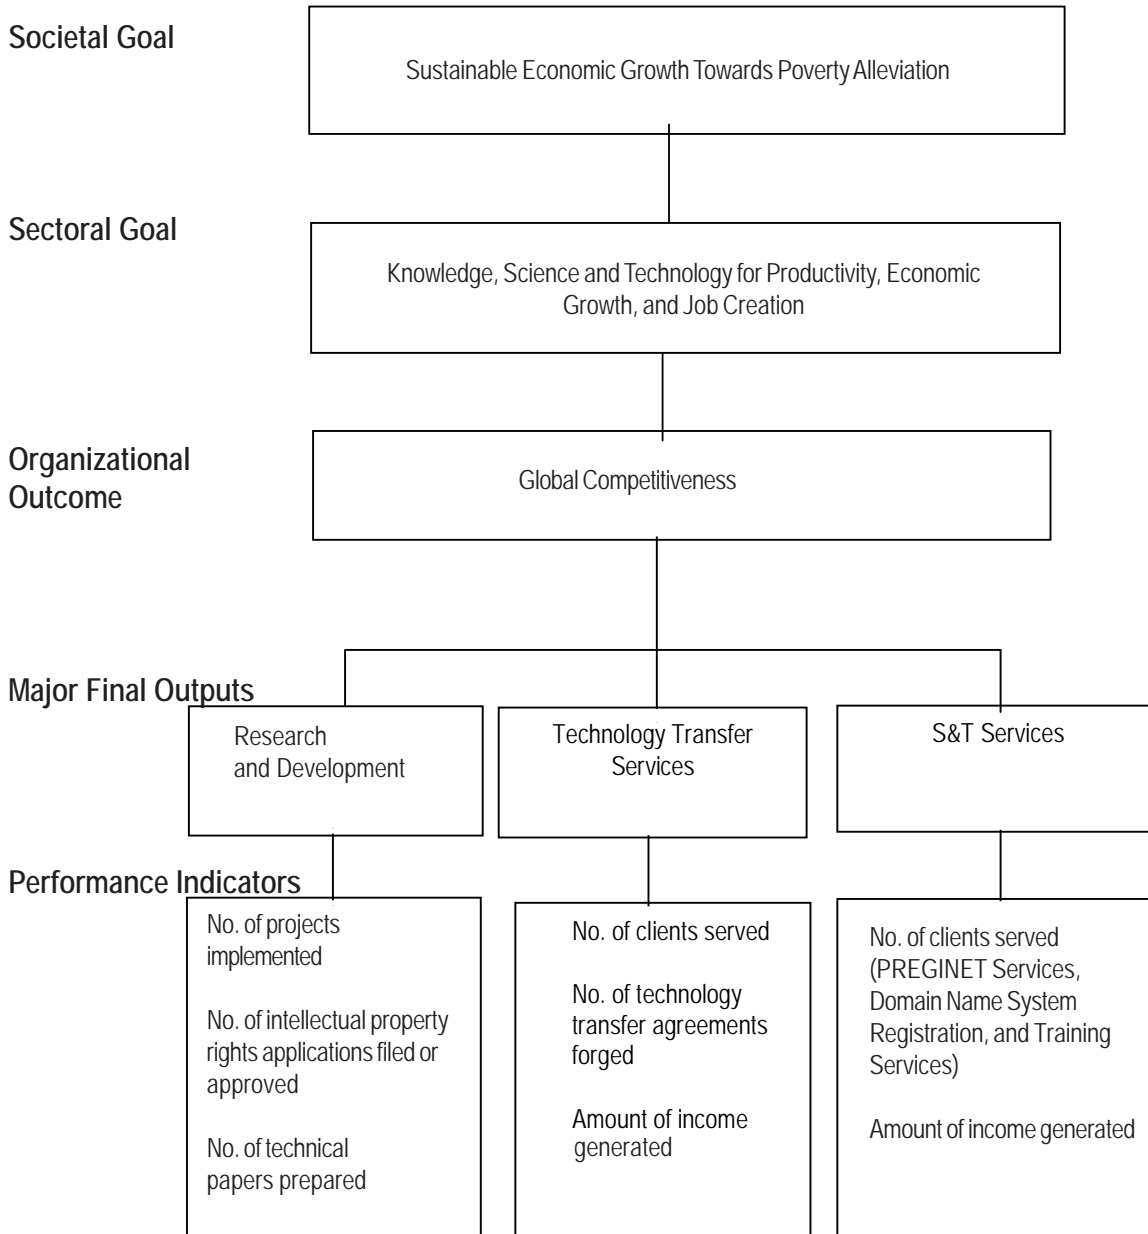 Societal Goal
Sustainable Economic Growth Towards Poverty Alleviation
Sectoral Goal
Knowledge, Science and Technology for Productivity, Economic
Growth, and Job Creation
Organizational
Outcome
Global Competitiveness
Major Final Outputs
Research
and Development
Technology Transfer
Services
S&T Services
Performance Indicators
No. of projects
implemented
No. of intellectual property
rights applications filed or
approved
No. of technical
papers prepared
No. of clients served
No. of technology
transfer agreements
forged
Amount of income
generated
No. of clients served
(PREGINET Services,
Domain Name System
Registration, and Training
Services)
Amount of income generated